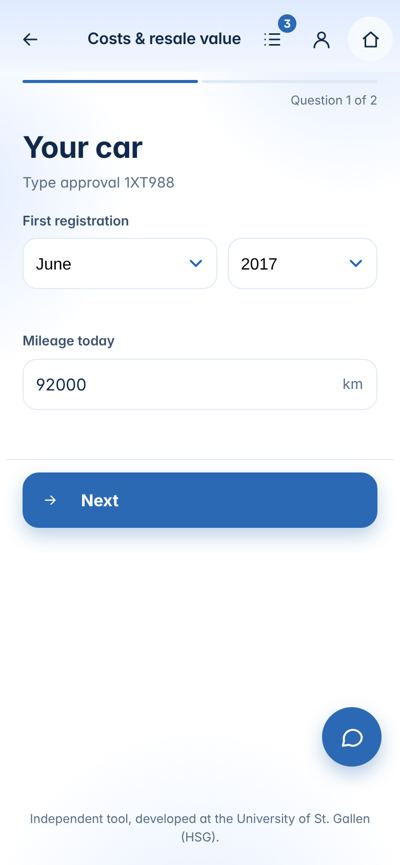 Costs & resale value
3
Question 1 of 2
Your car
Type approval 1XT988
First registration
June
2017
Mileage today
92000
km
Next
Independent tool, developed at the University of St. Gallen
(HSG).